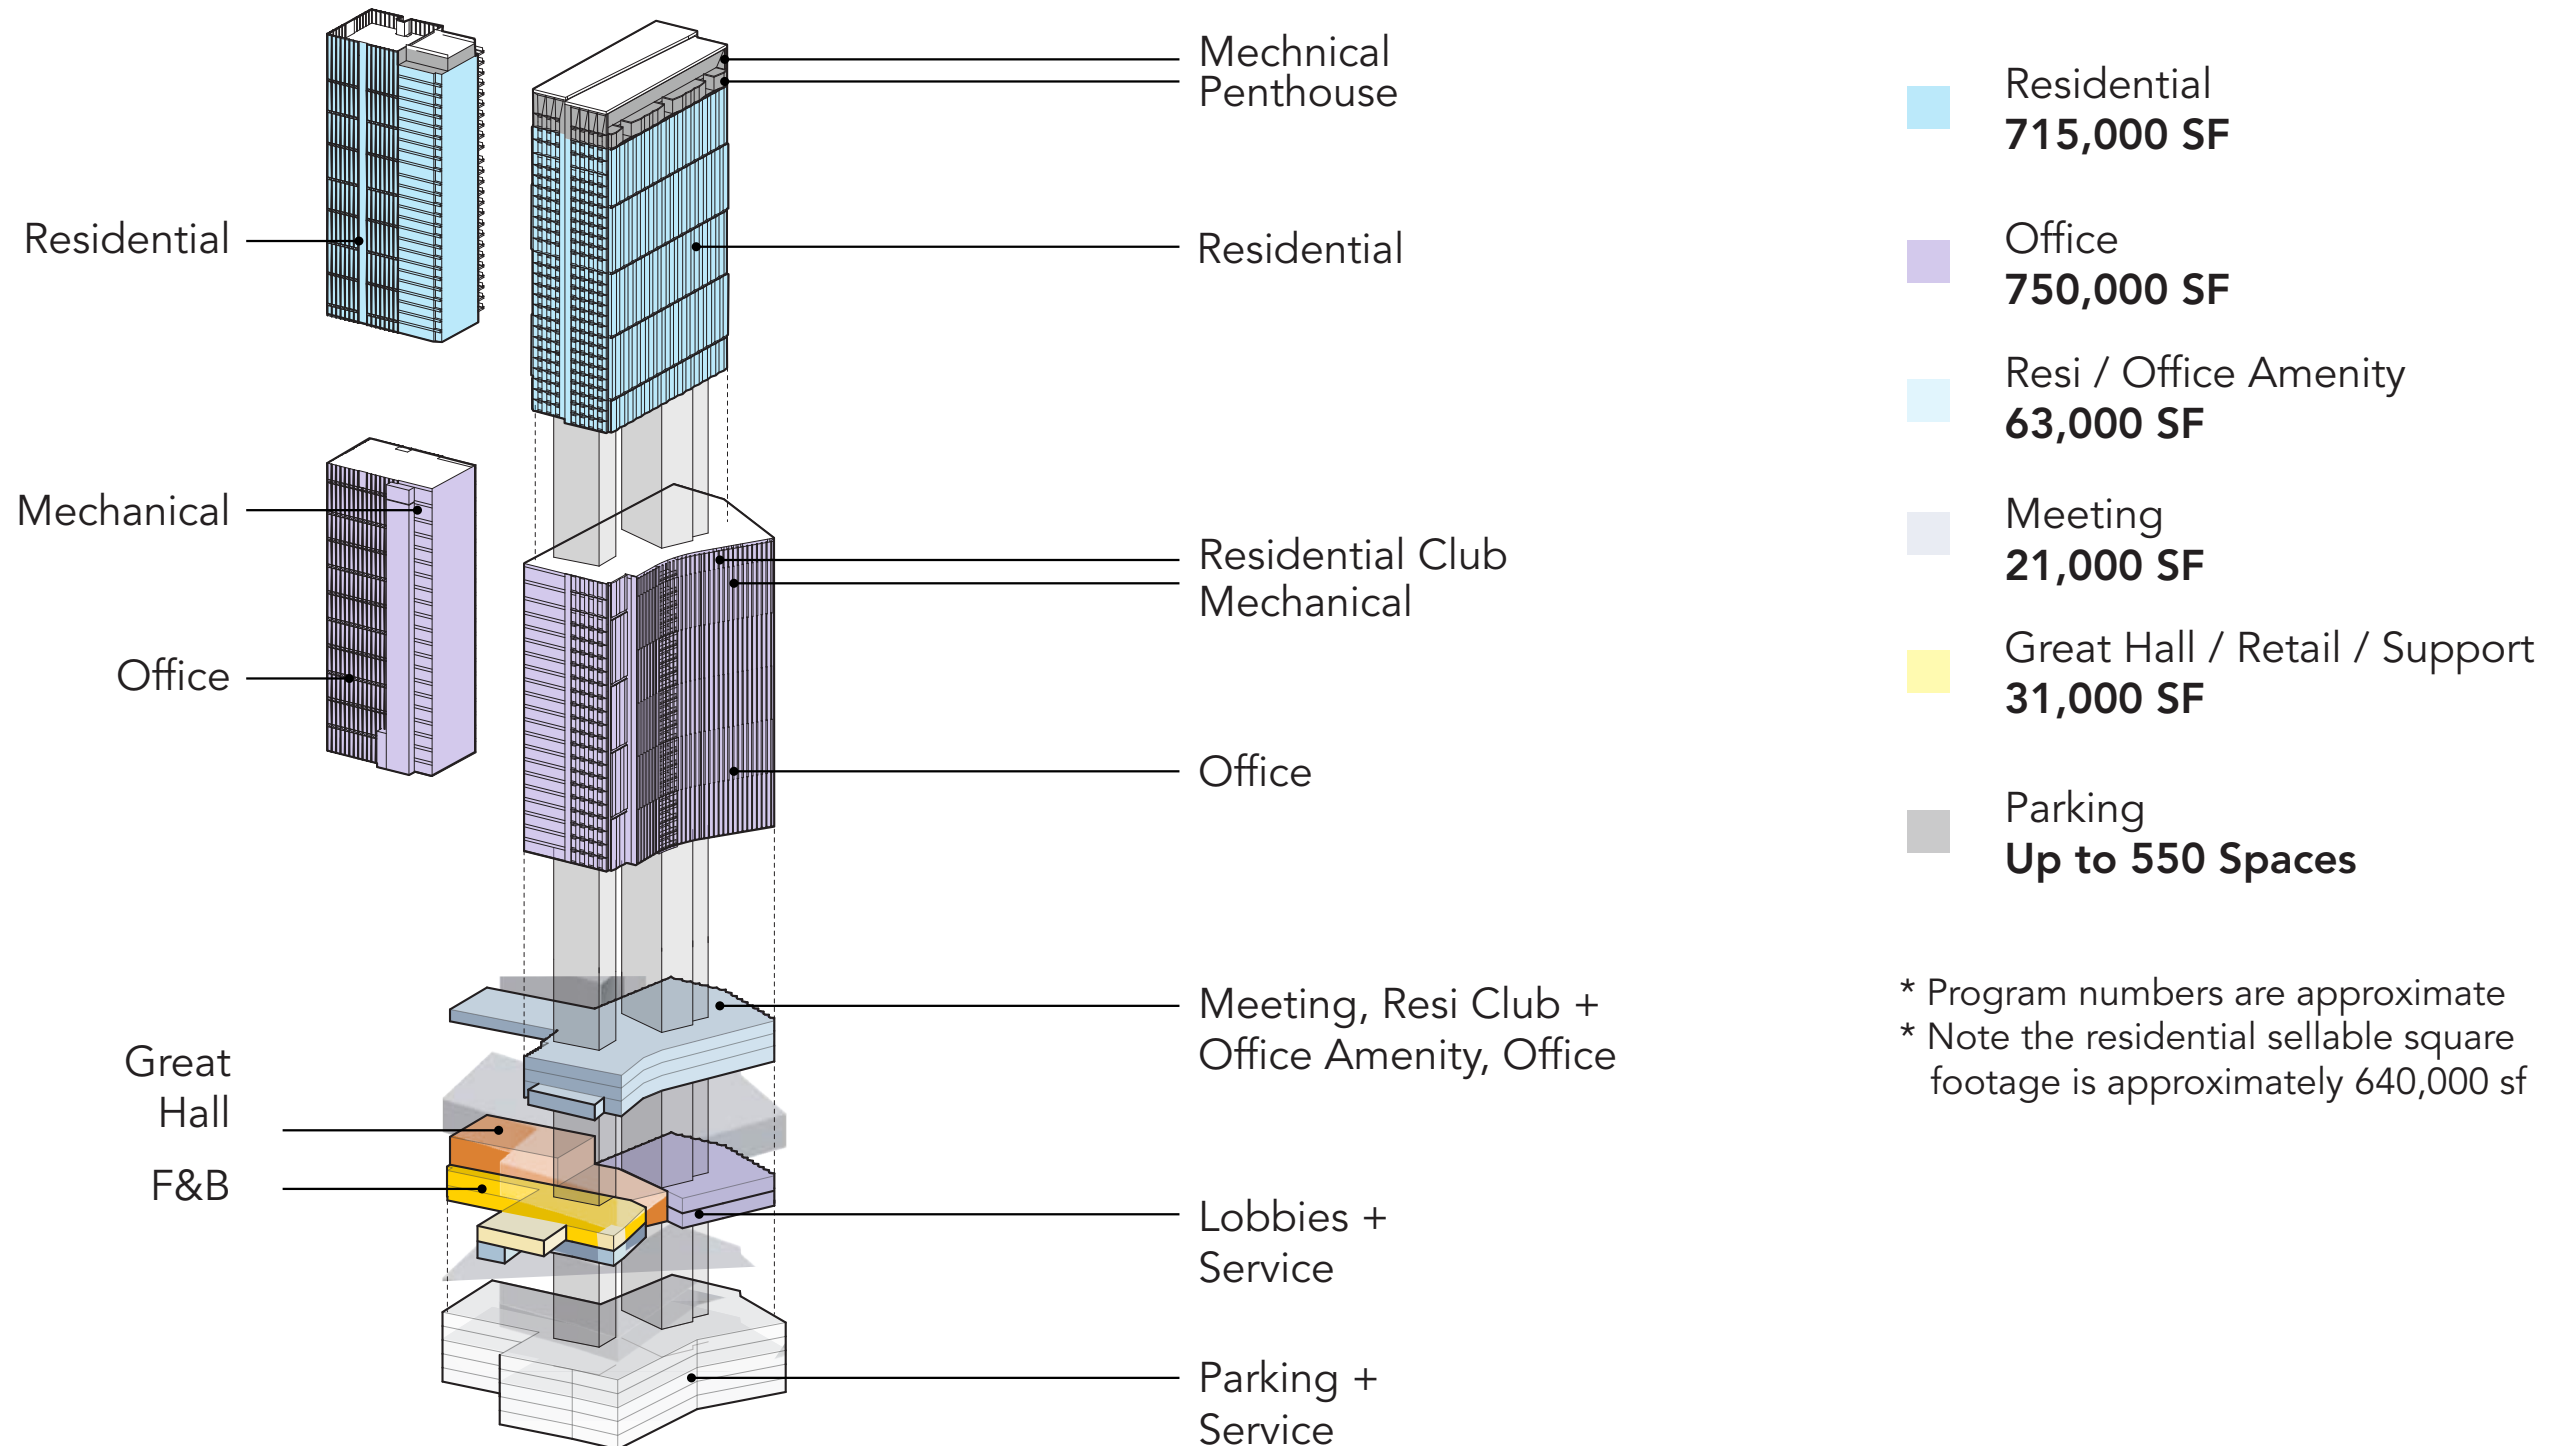 Residential
Mechanical
Office
Great
Hall
F&B
Mechnical
Penthouse
Residential
Residential Club
Mechanical
Office
Meeting, Resi Club +
Office Amenity, Office
Lobbies +
Service
Parking +
Service
Residential
715,000 SF
Office
750,000 SF
Resi / Office Amenity
63,000 SF
Meeting
21,000 SF
Great Hall / Retail / Support
31,000 SF
Parking
Up to 550 Spaces
* Program numbers are approximate
* Note the residential sellable square
footage is approximately 640,000 sf